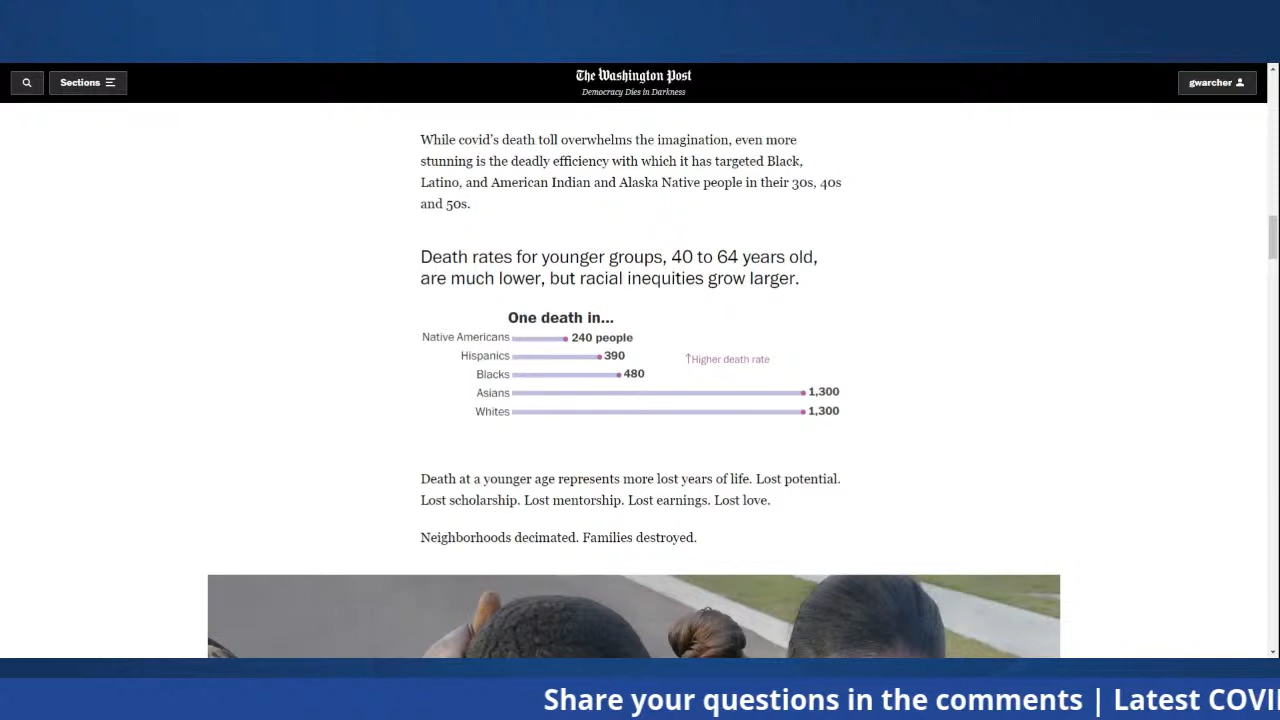 Sections
The Washington Post
Democracy Dies in Darkness
gwarcher
While covid's death toll overwhelms the imagination, even more
stunning is the deadly efficiency with which it has targeted Black,
Latino, and American Indian and Alaska Native people in their 30s, 40s
and 50s.
Death rates for younger groups, 40 to 64 years old,
are much lower, but racial inequities grow larger.
One death in...
Native Americans 240 people
Hispanics 390
↑Higher death rate
Blacks 480
Asians 1,300
Whites 1,300
Death at a younger age represents more lost years of life. Lost potential.
Lost scholarship. Lost mentorship. Lost earnings. Lost love.
Neighborhoods decimated. Families destroyed.
Share your questions in the comments | Latest COVI